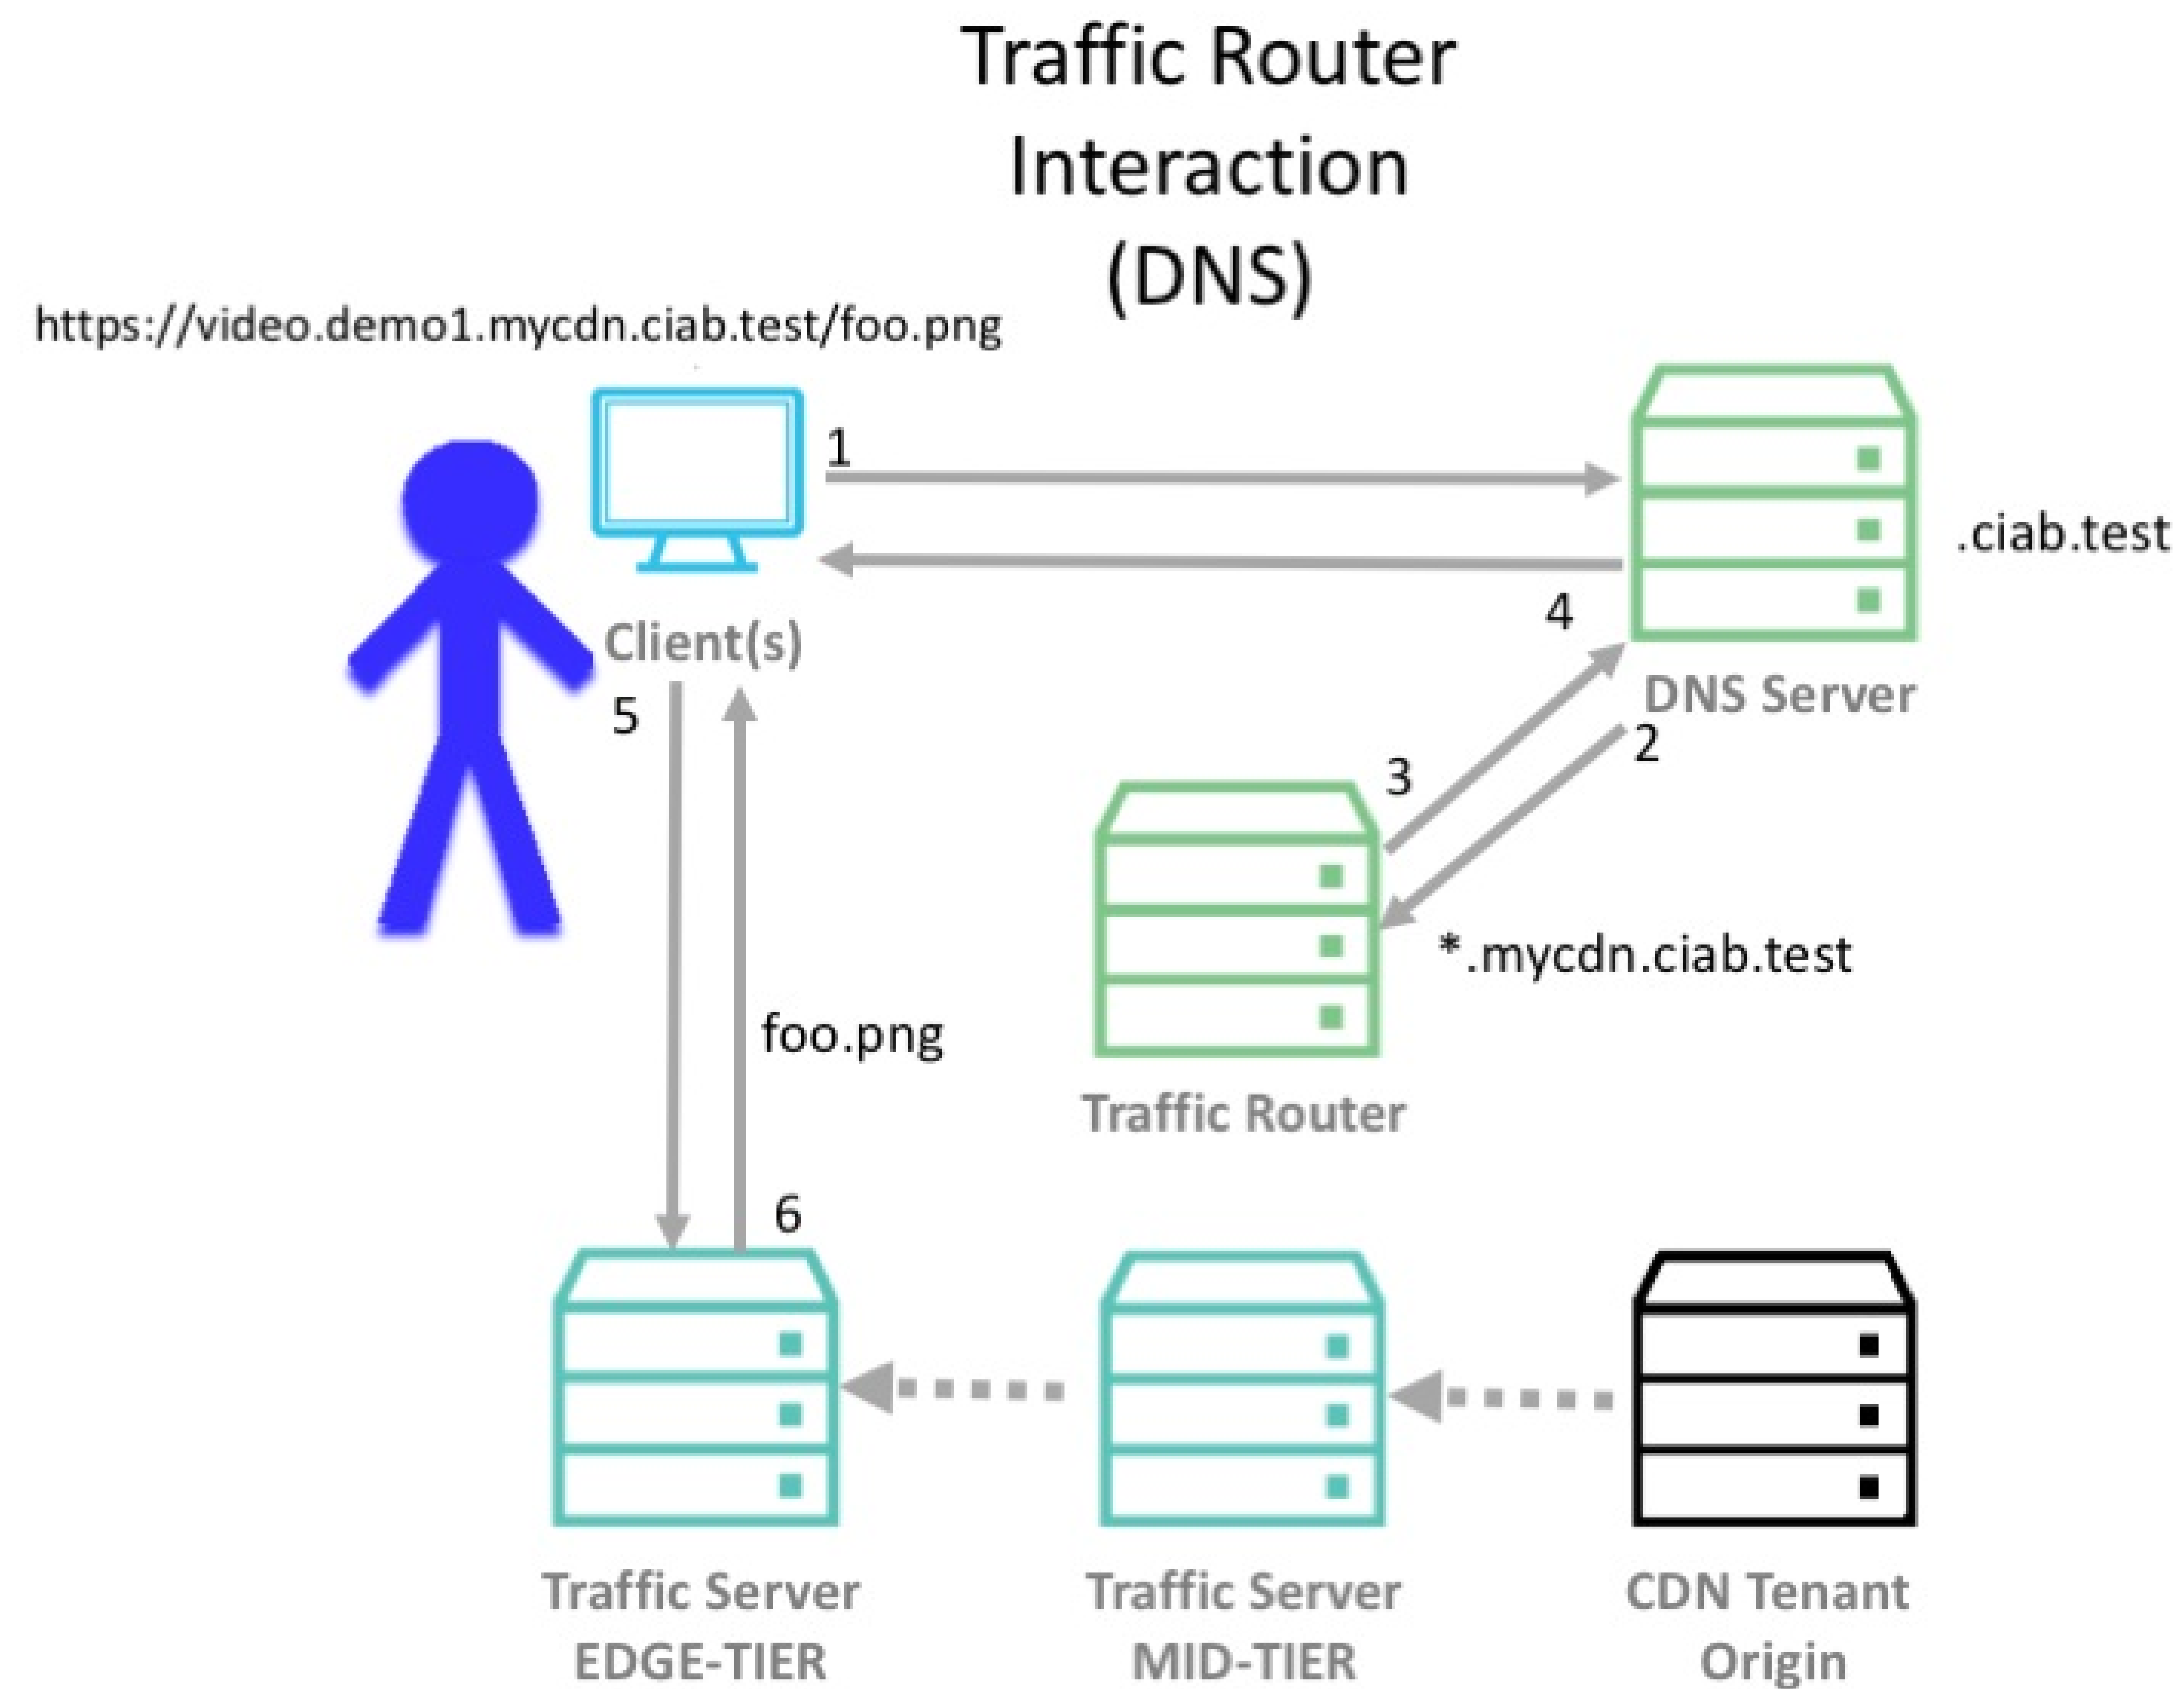 Traffic Router
Interaction
(DNS)
https://video.demo1.mycdn.ciab.test/foo.png
1
.ciab.test
4
Client(s)
DNS Server
5
2
3
*.mycdn.ciab.test
foo.png
Traffic Router
6
Traffic Server
EDGE-TIER
Traffic Server
MID-TIER
CDN Tenant
Origin